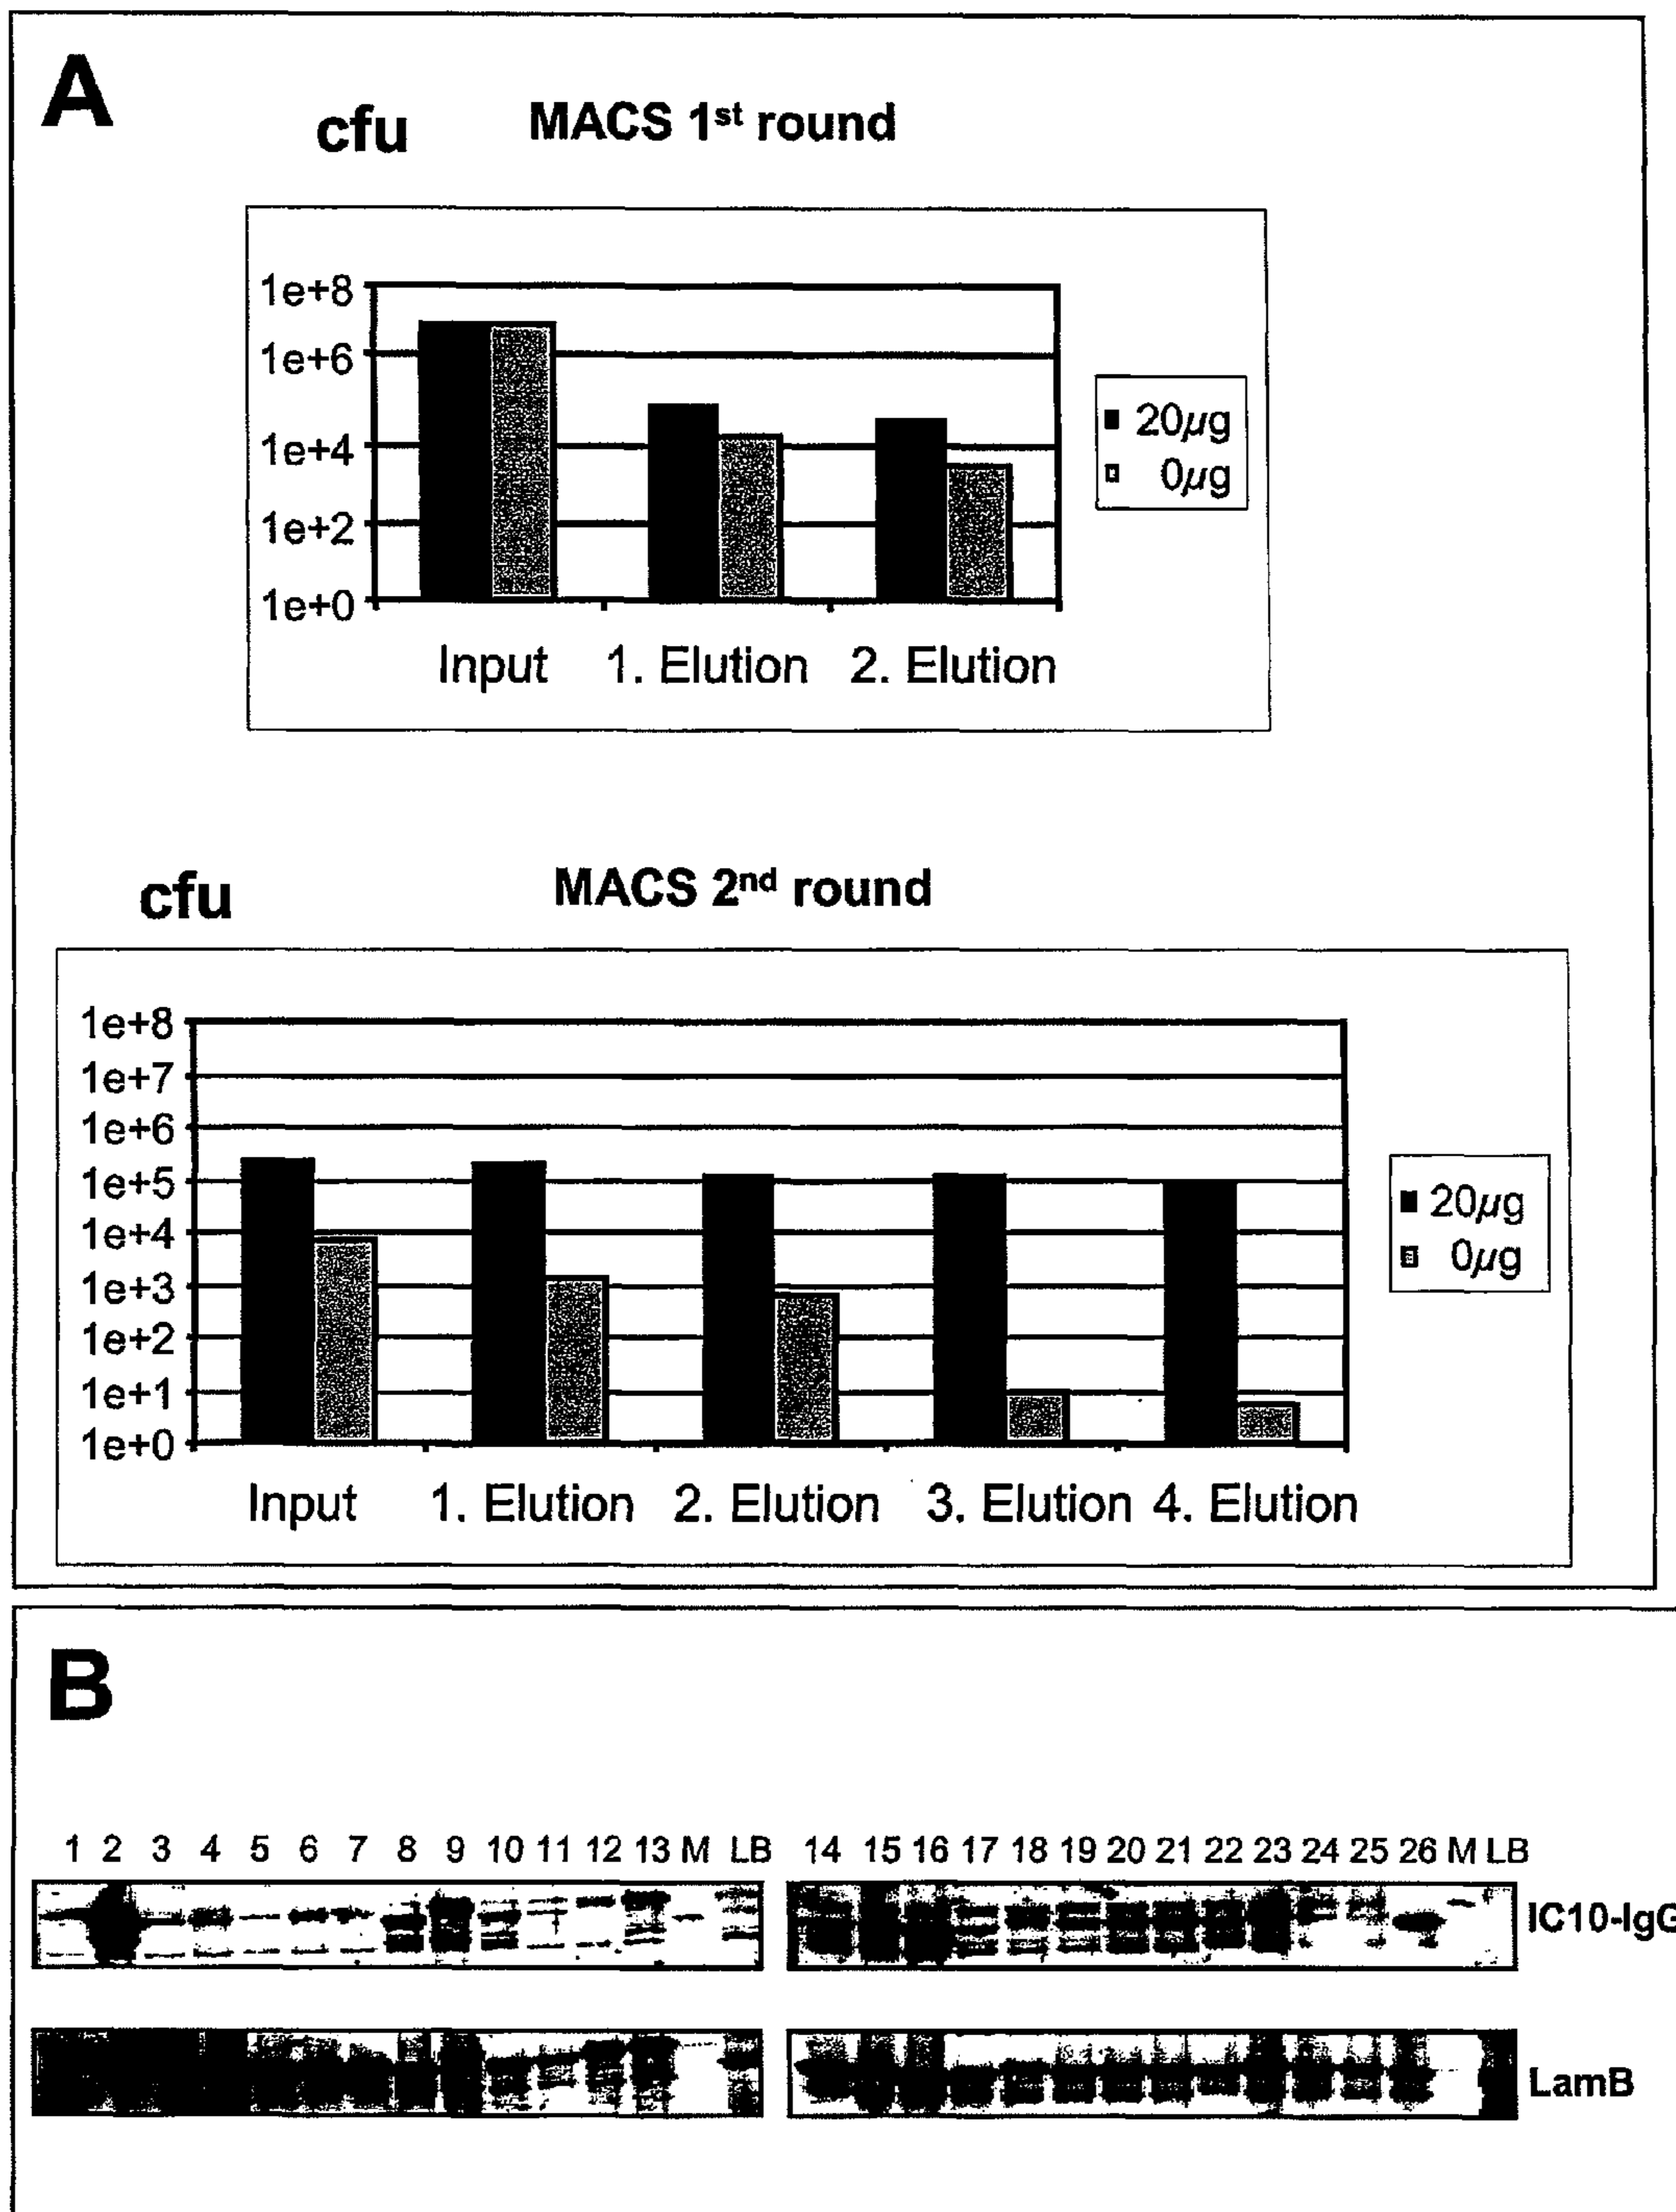 A
cfu MACS 1st round
1e+8
1e+6
1e+4
1e+2
1e+0
20µg
0µg
Input 1. Elution 2. Elution
cfu MACS 2nd round
1e+8
1e+7
1e+6
1e+5
1e+4
1e+3
1e+2
1e+1
1e+0
20µg
0µg
Input 1. Elution 2. Elution 3. Elution 4. Elution
B
1 2 3 4 5 6 7 8 9 10 11 12 13 M LB 14 15 16 17 18 19 20 21 22 23 24 25 26 M LB
IC10-IgG
LamB